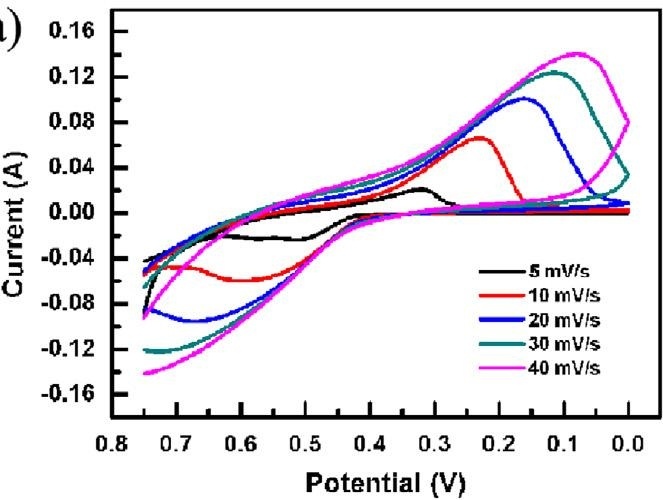 a)
0.16
0.12
0.08
0.04
0.00
-0.04
-0.08
-0.12
-0.16
Current (A)
5 mV/s
10 mV/s
20 mV/s
30 mV/s
40 mV/s
0.8 0.7 0.6 0.5 0.4 0.3 0.2 0.1 0.0
Potential (V)